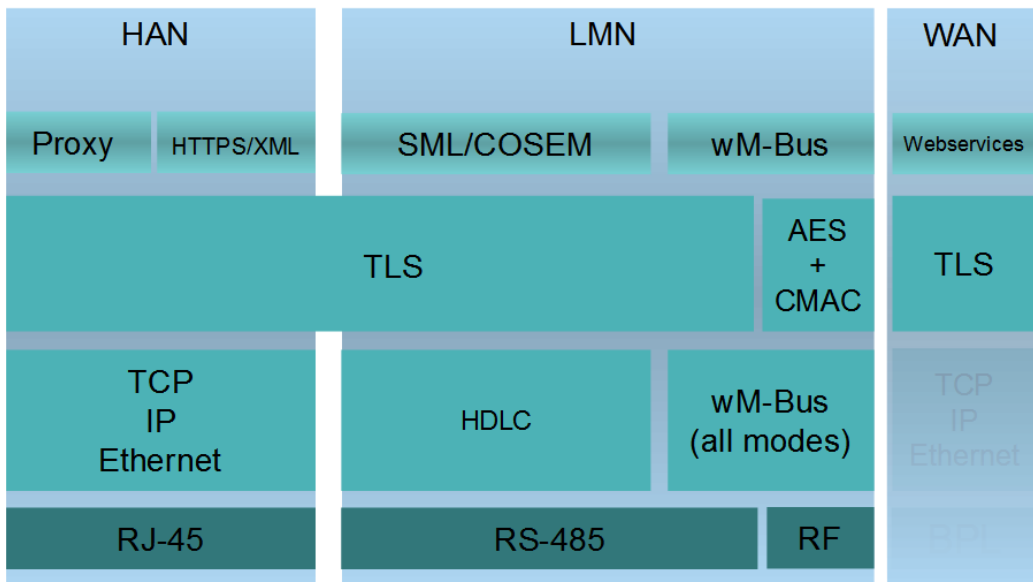 HAN
LMN
WAN
Proxy
HTTPS/XML
SML/COSEM
wM-Bus
Webservices
TLS
AES
+
CMAC
TLS
TCP
IP
Ethernet
HDLC
wM-Bus
(all modes)
TCP
IP
Ethernet
RJ-45
RS-485
RF